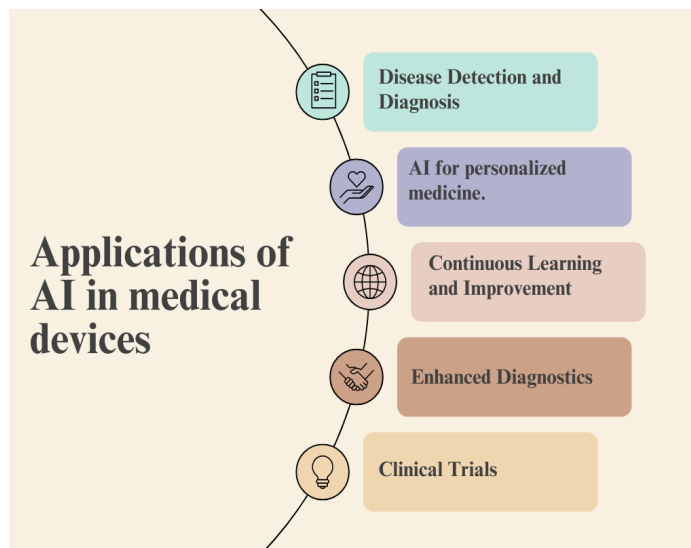 Applications of
AI in medical
devices
Disease Detection and
Diagnosis
AI for personalized
medicine.
Continuous Learning
and Improvement
Enhanced Diagnostics
Clinical Trials